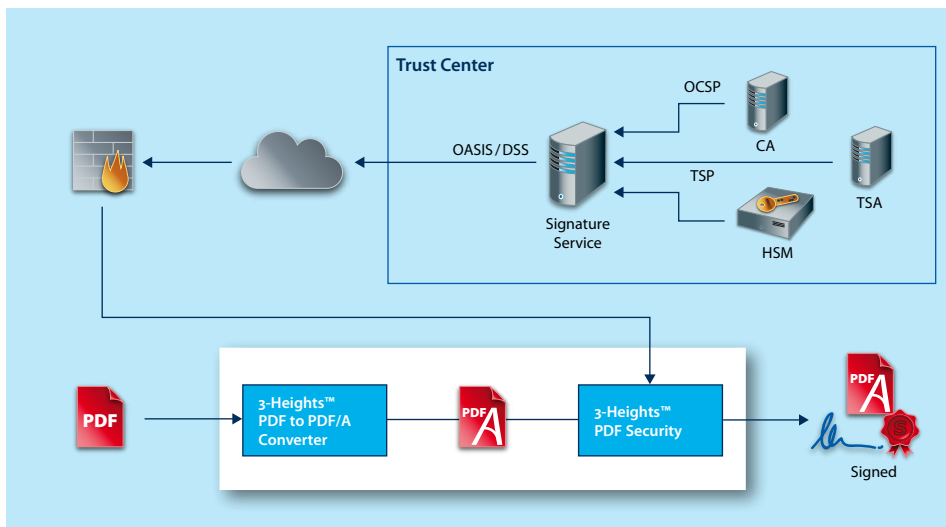 Trust Center
OCSP
CA
OASIS / DSS
TSP
TSA
Signature
Service
HSM
PDF
3-Heights™
PDF to PDF/A
Converter
PDF
A
3-Heights™
PDF Security
PDF
A
S
Signed